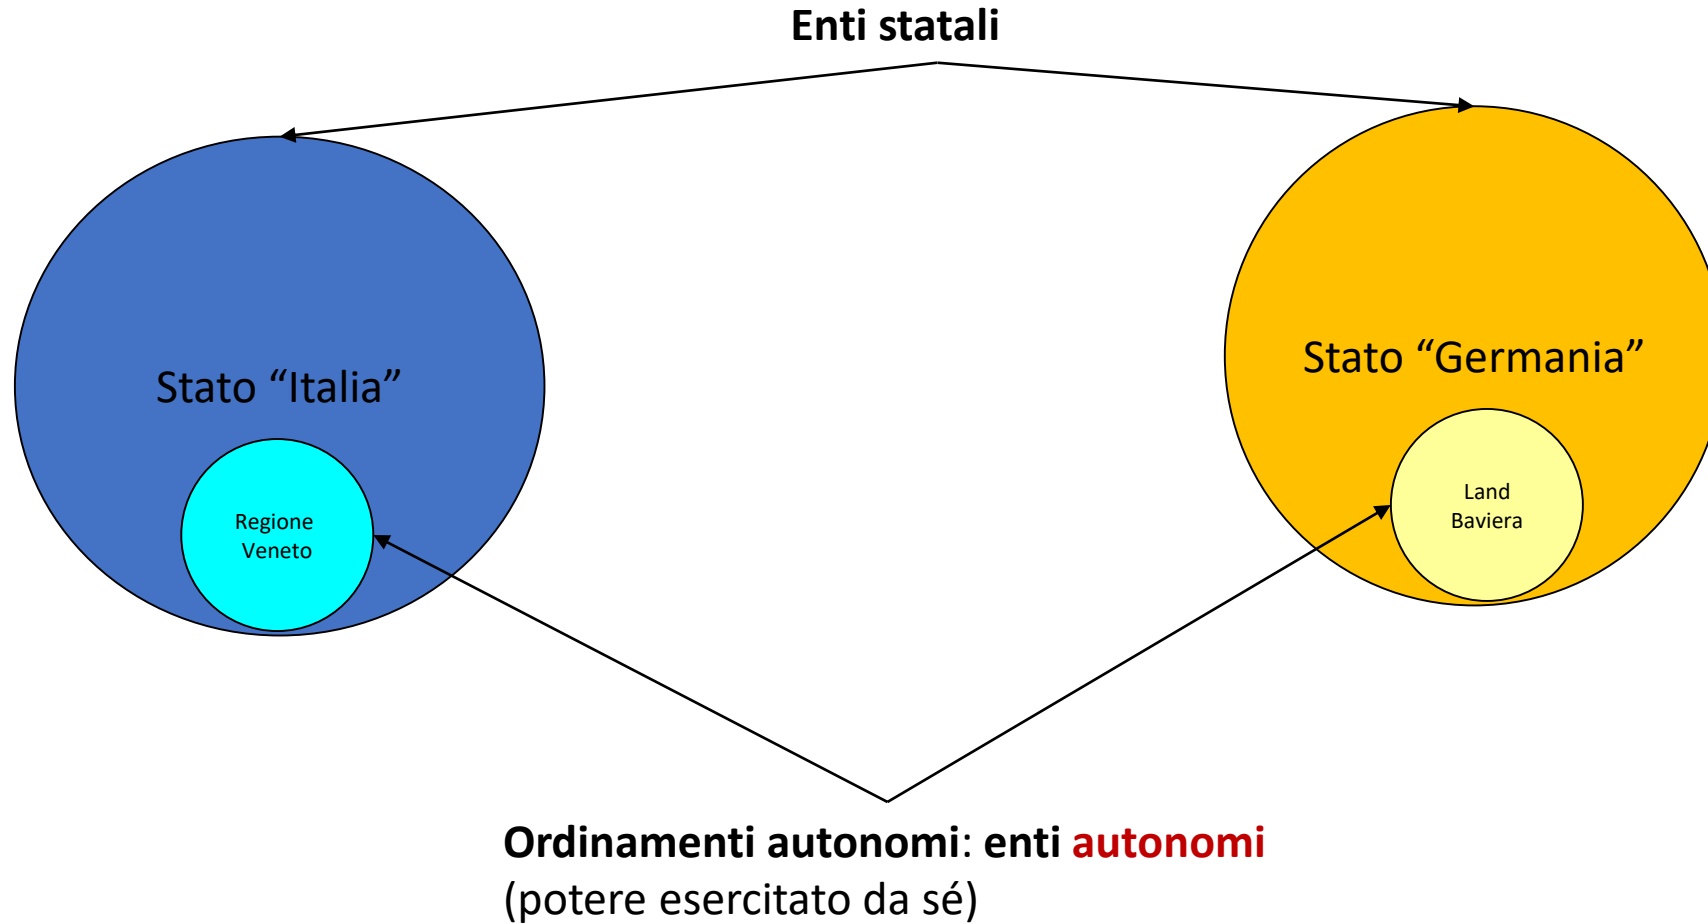 Enti statali
Stato “Italia”
Stato “Germania”
Regione
Veneto
Land
Baviera
Ordinamenti autonomi: enti autonomi
(potere esercitato da sé)